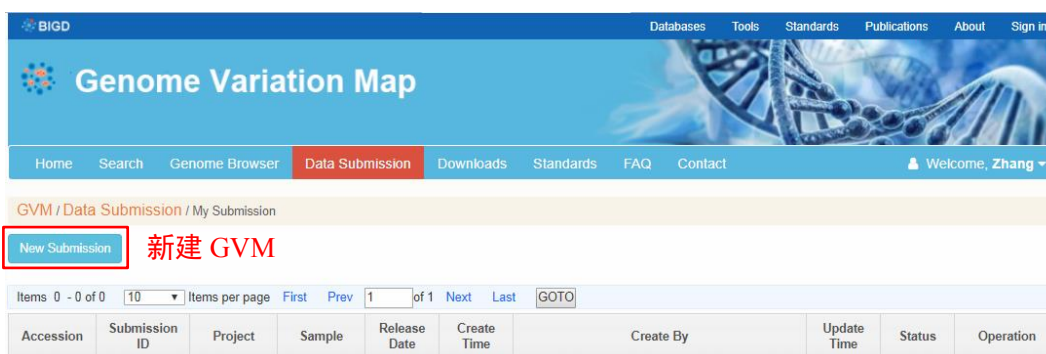 BIGD Databases Tools Standards Publications About Sign in
Genome Variation Map
Home Search Genome Browser Data Submission Downloads Standards FAQ Contact Welcome, Zhang
GVM / Data Submission / My Submission
New Submission 新建 GVM
Items 0 - 0 of 0 10 Items per page First Prev 1 of 1 Next Last GOTO
Accession Submission ID Project Sample Release Date Create Time Create By Update Time Status Operation